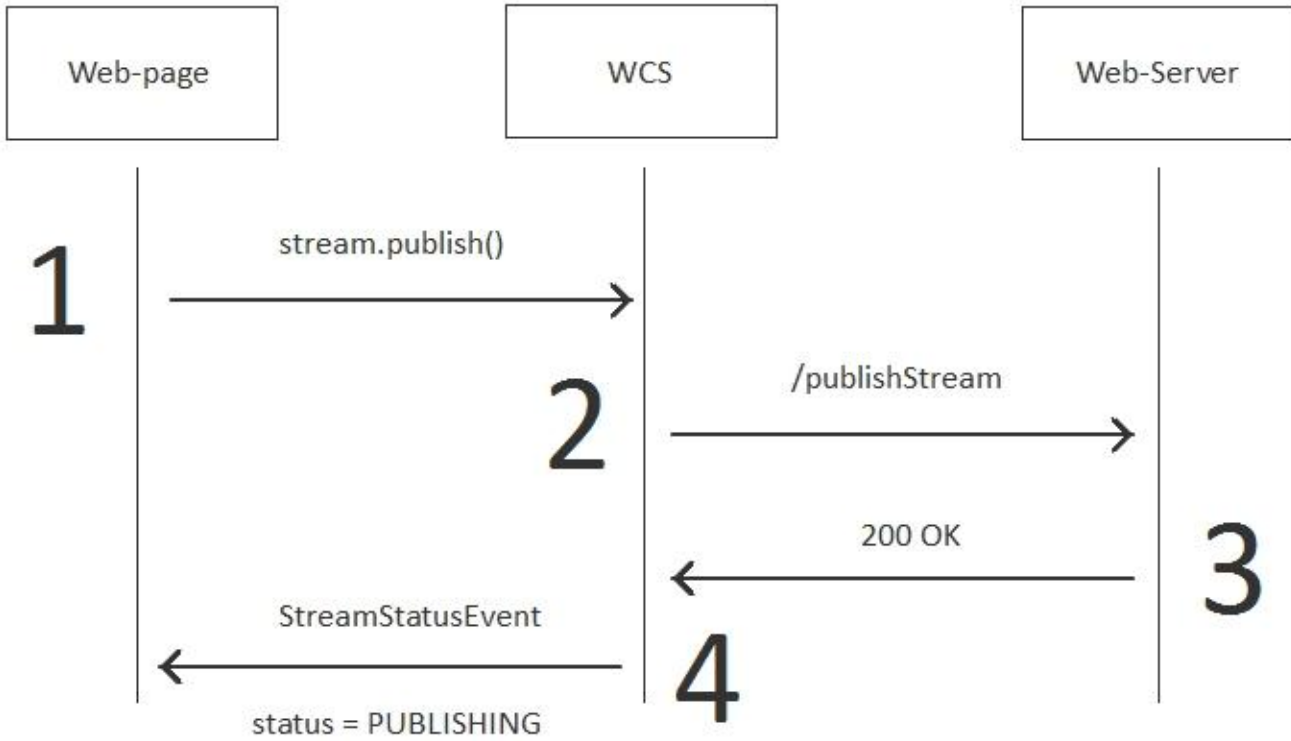 Web-page
WCS
Web-Server
1
stream.publish()
2
/publishStream
200 OK
3
StreamStatusEvent
4
status = PUBLISHING